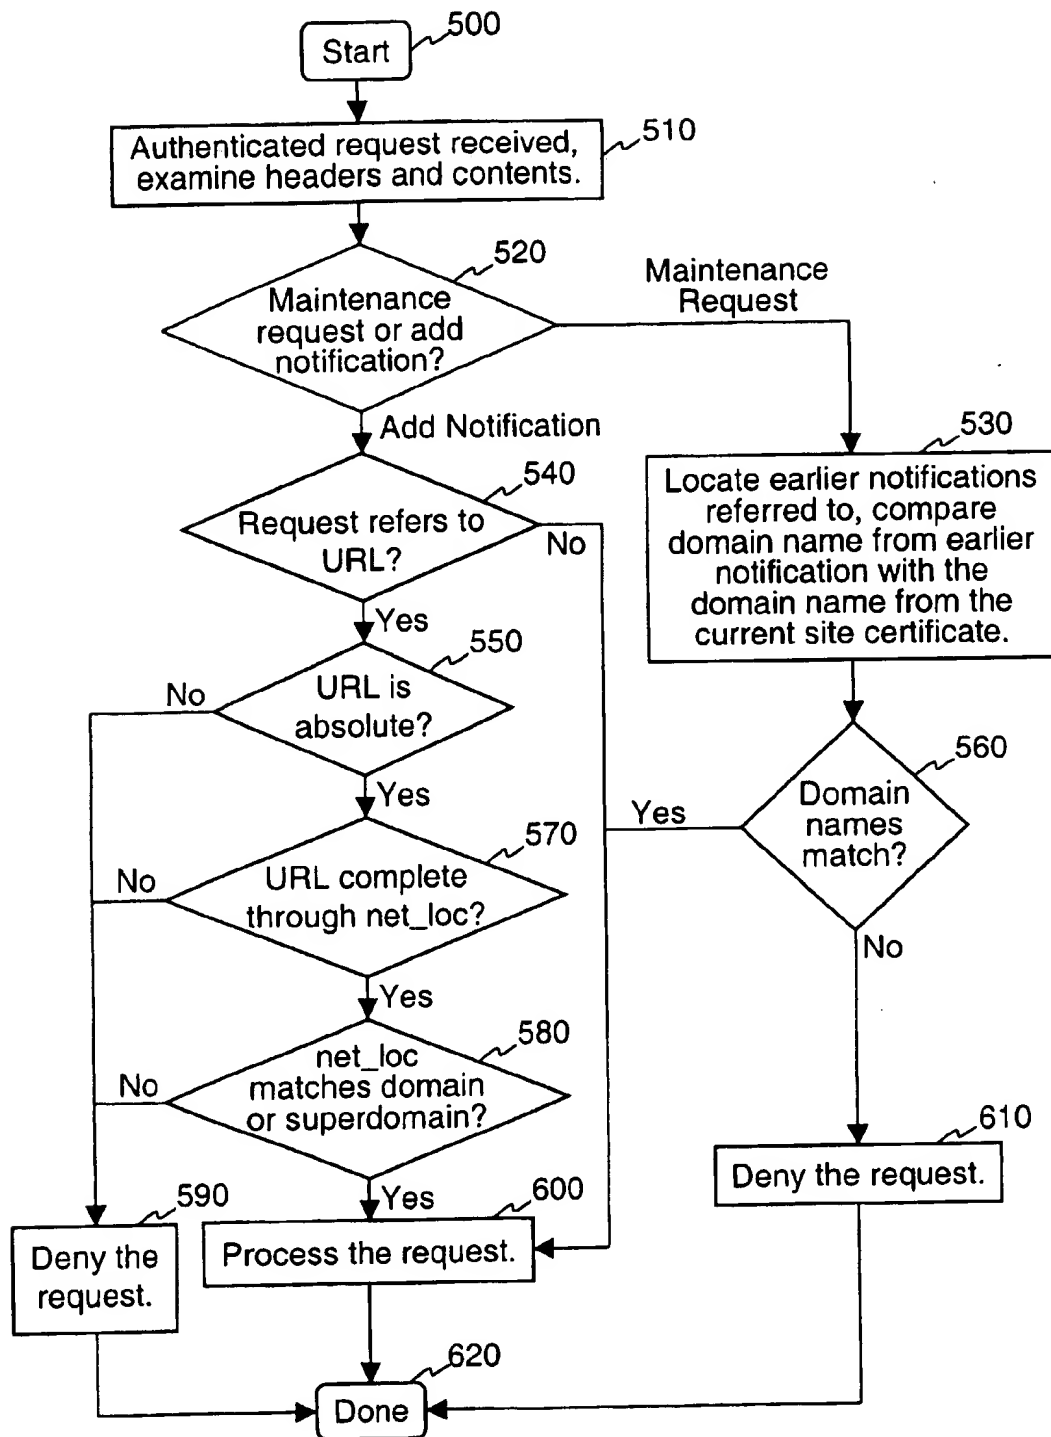 500
Start
510
Authenticated request received,
examine headers and contents.
520
Maintenance
request or add
notification?
Maintenance
Request
Add Notification
530
Locate earlier notifications
referred to, compare
domain name from earlier
notification with the
domain name from the
current site certificate.
540
Request refers to
URL?
No
Yes
550
URL is
absolute?
No
Yes
560
Domain
names
match?
Yes
No
570
URL complete
through net_loc?
No
Yes
580
net_loc
matches domain
or superdomain?
No
Yes
590
Deny the
request.
600
Process the request.
610
Deny the request.
620
Done